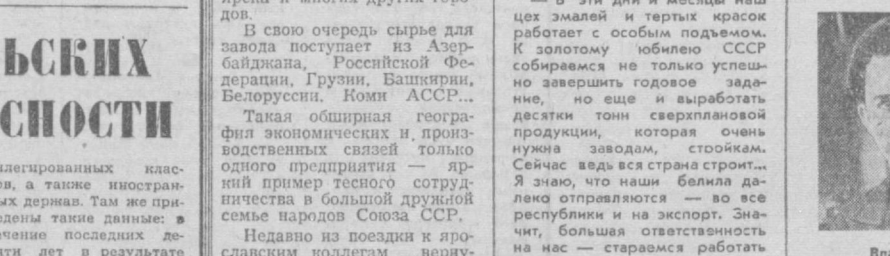 ЬСКИХ
СНОСТИ
клас-
ев, а также иностран-
ых держав. Там же при-
едены такие данные: в
чение последних де-
яти лет в результате
дов.
В свою очередь сырье для
завода поступает из Азер-
байджана, Российской Фе-
дерации, Грузии, Башкирии,
Белоруссии, Коми АССР...
Такая обширная геогра-
фия экономических и производ-
водственных связей только
одного предприятия — яр-
кий пример тесного сотруд-
ничества в большой дружной
семье народов Союза ССР.
Недавно из поездки к яро-
славским коллегам верну-
— В эти дни и месяцы наш
цех эмалей и тертых красок
работает с особым подъемом.
К золотому юбилею СССР
собираемся не только успеш-
но завершить годовое зада-
ние, но еще и выработать
десятки тонн сверхплановой
продукции, которая очень
нужна заводам, стройкам.
Сейчас ведь вся страна строит...
Я знаю, что наши белила да-
леко отправляются — во все
республики и на экспорт. Зна-
чит, большая ответственность
на нас — стараемся работать